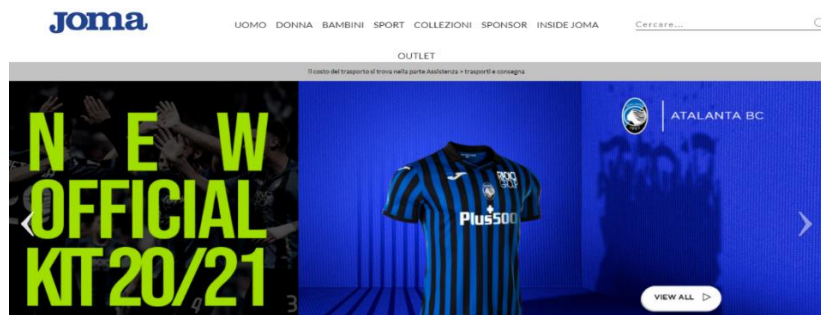 Joma
UOMO DONNA BAMBINI SPORT COLLEZIONI SPONSOR INSIDE JOMA
Cercare...
OUTLET
Il costo del trasporto si trova nella parte Assistenza > trasporti e consegna
NEW
OFFICIAL
KIT 20/21
ATALANTA BC
Plus500
VIEW ALL